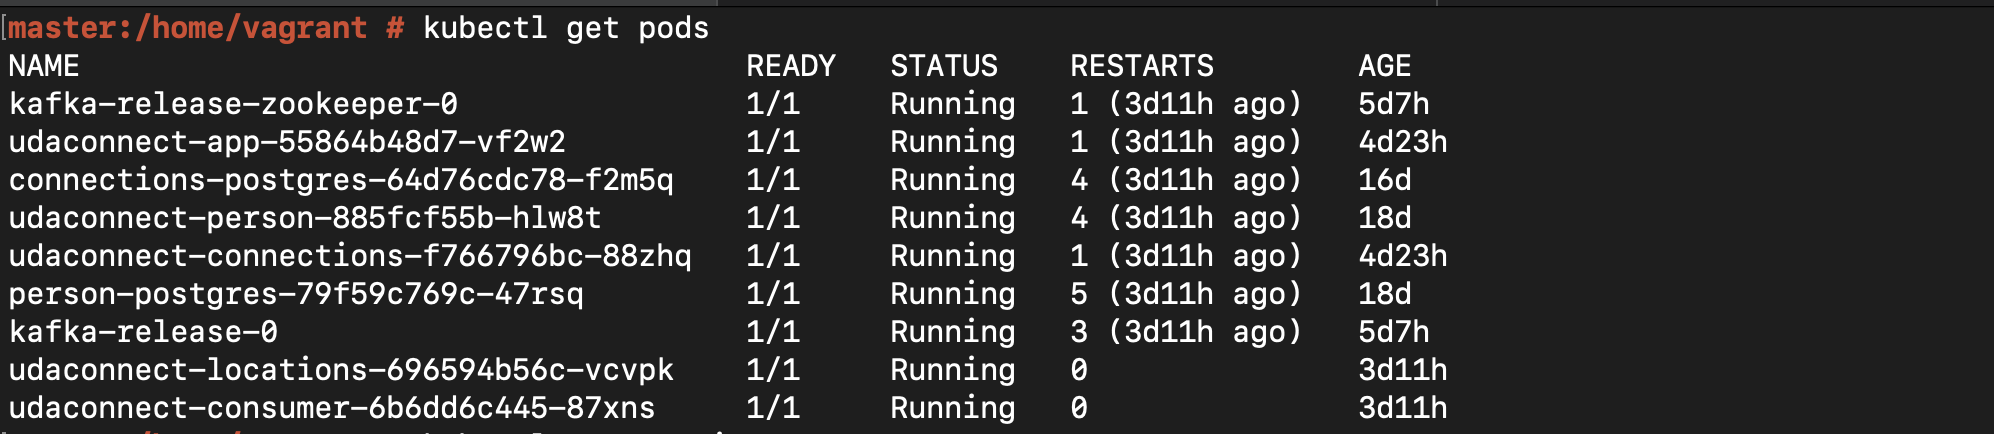 master:/home/vagrant # kubectl get pods
NAME READY STATUS RESTARTS AGE
kafka-release-zookeeper-0 1/1 Running 1 (3d11h ago) 5d7h
udaconnect-app-55864b48d7-vf2w2 1/1 Running 1 (3d11h ago) 4d23h
connections-postgres-64d76cdc78-f2m5q 1/1 Running 4 (3d11h ago) 16d
udaconnect-person-885fcf55b-hlw8t 1/1 Running 4 (3d11h ago) 18d
udaconnect-connections-f766796bc-88zhq 1/1 Running 1 (3d11h ago) 4d23h
person-postgres-79f59c769c-47rsq 1/1 Running 5 (3d11h ago) 18d
kafka-release-0 1/1 Running 3 (3d11h ago) 5d7h
udaconnect-locations-696594b56c-vcvpk 1/1 Running 0 3d11h
udaconnect-consumer-6b6dd6c445-87xns 1/1 Running 0 3d11h